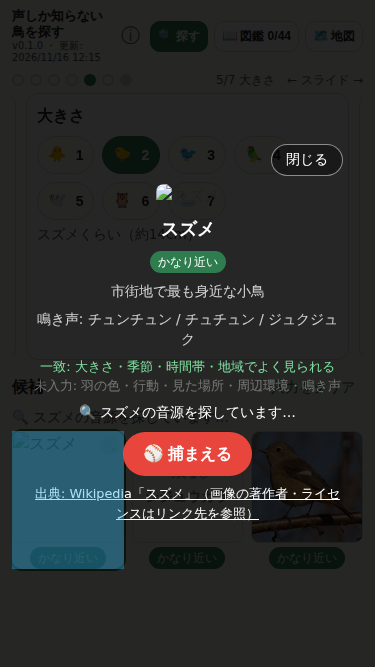 声しか知らない
鳥を探す
v0.1.0 · 更新:
2026/11/16 12:15
ⓘ
🔍 探す
📖 図鑑 0/44
🗺️ 地図
5/7 大きさ ← スライド →
大きさ
1
2
3
閉じる
5
6
7
スズメくらい（約14
スズメ
かなり近い
市街地で最も身近な小鳥
鳴き声: チュンチュン / チュチュン / ジュクジュ
ク
一致: 大きさ・季節・時間帯・地域でよく見られる
候補
未入力: 羽の色・行動・見た場所・周辺環境・鳴き声
🔍 スズメの音源を探しています…
スズメ
⚾ 捕まえる
出典: Wikipedia「スズメ」（画像の著作者・ライセ
ンスはリンク先を参照）
かなり近い
かなり近い
かなり近い